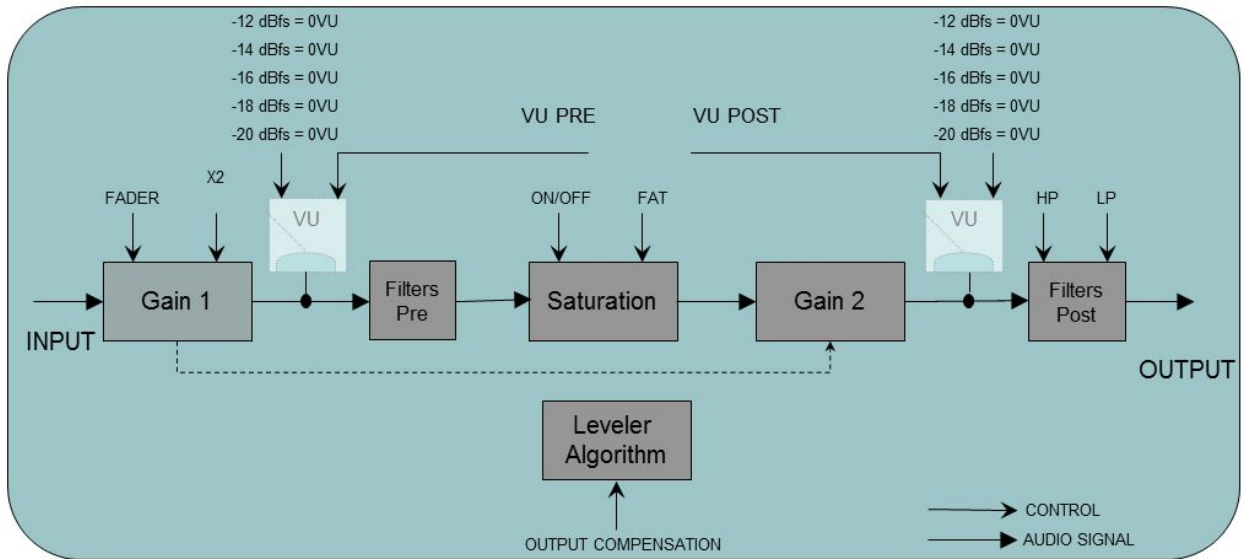 -12 dBfs = 0VU
-14 dBfs = 0VU
-16 dBfs = 0VU
-18 dBfs = 0VU
-20 dBfs = 0VU
-12 dBfs = 0VU
-14 dBfs = 0VU
-16 dBfs = 0VU
-18 dBfs = 0VU
-20 dBfs = 0VU
VU PRE
VU POST
FADER
X2
VU
ON/OFF
FAT
VU
HP
LP
INPUT
Gain 1
Filters
Pre
Saturation
Gain 2
Filters
Post
OUTPUT
Leveler
Algorithm
OUTPUT COMPENSATION
CONTROL
AUDIO SIGNAL